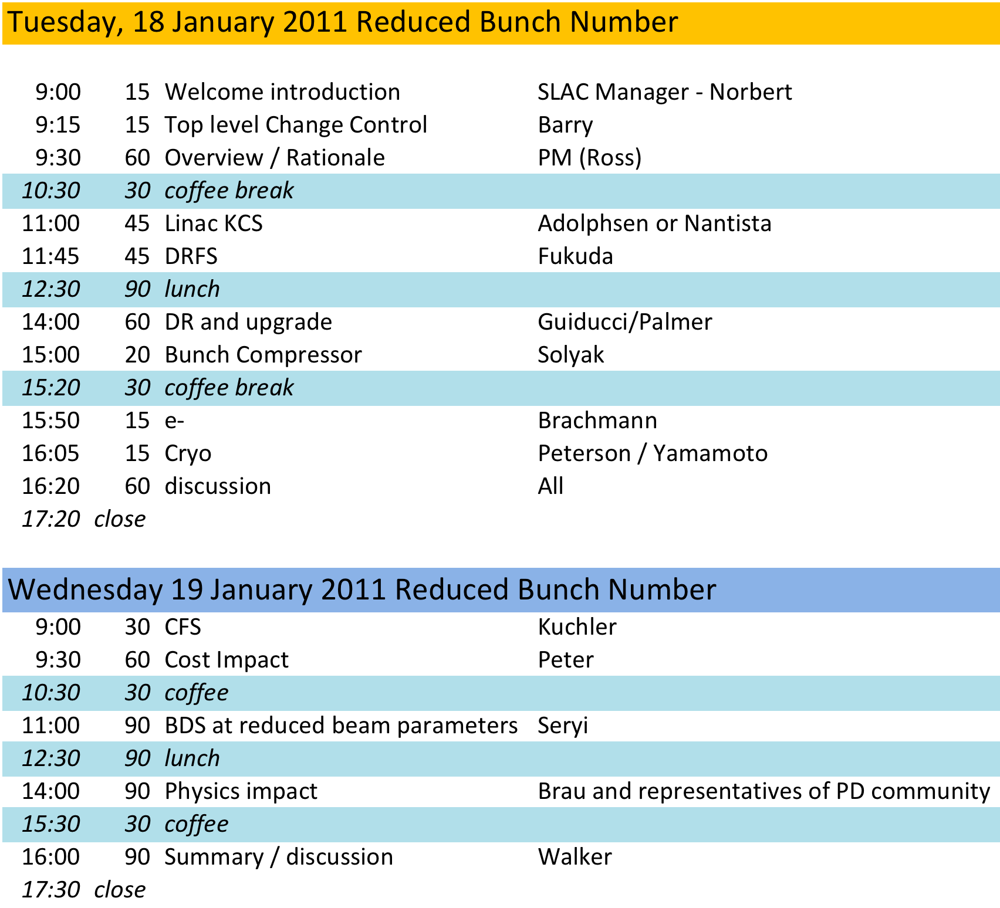 Tuesday, 18 January 2011 Reduced Bunch Number
9:00 15 Welcome introduction SLAC Manager - Norbert
9:15 15 Top level Change Control Barry
9:30 60 Overview / Rationale PM (Ross)
10:30 30 coffee break
11:00 45 Linac KCS Adolphsen or Nantista
11:45 45 DRFS Fukuda
12:30 90 lunch
14:00 60 DR and upgrade Guiducci/Palmer
15:00 20 Bunch Compressor Solyak
15:20 30 coffee break
15:50 15 e- Brachmann
16:05 15 Cryo Peterson / Yamamoto
16:20 60 discussion All
17:20 close
Wednesday 19 January 2011 Reduced Bunch Number
9:00 30 CFS Kuchler
9:30 60 Cost Impact Peter
10:30 30 coffee
11:00 90 BDS at reduced beam parameters Seryi
12:30 90 lunch
14:00 90 Physics impact Brau and representatives of PD community
15:30 30 coffee
16:00 90 Summary / discussion Walker
17:30 close